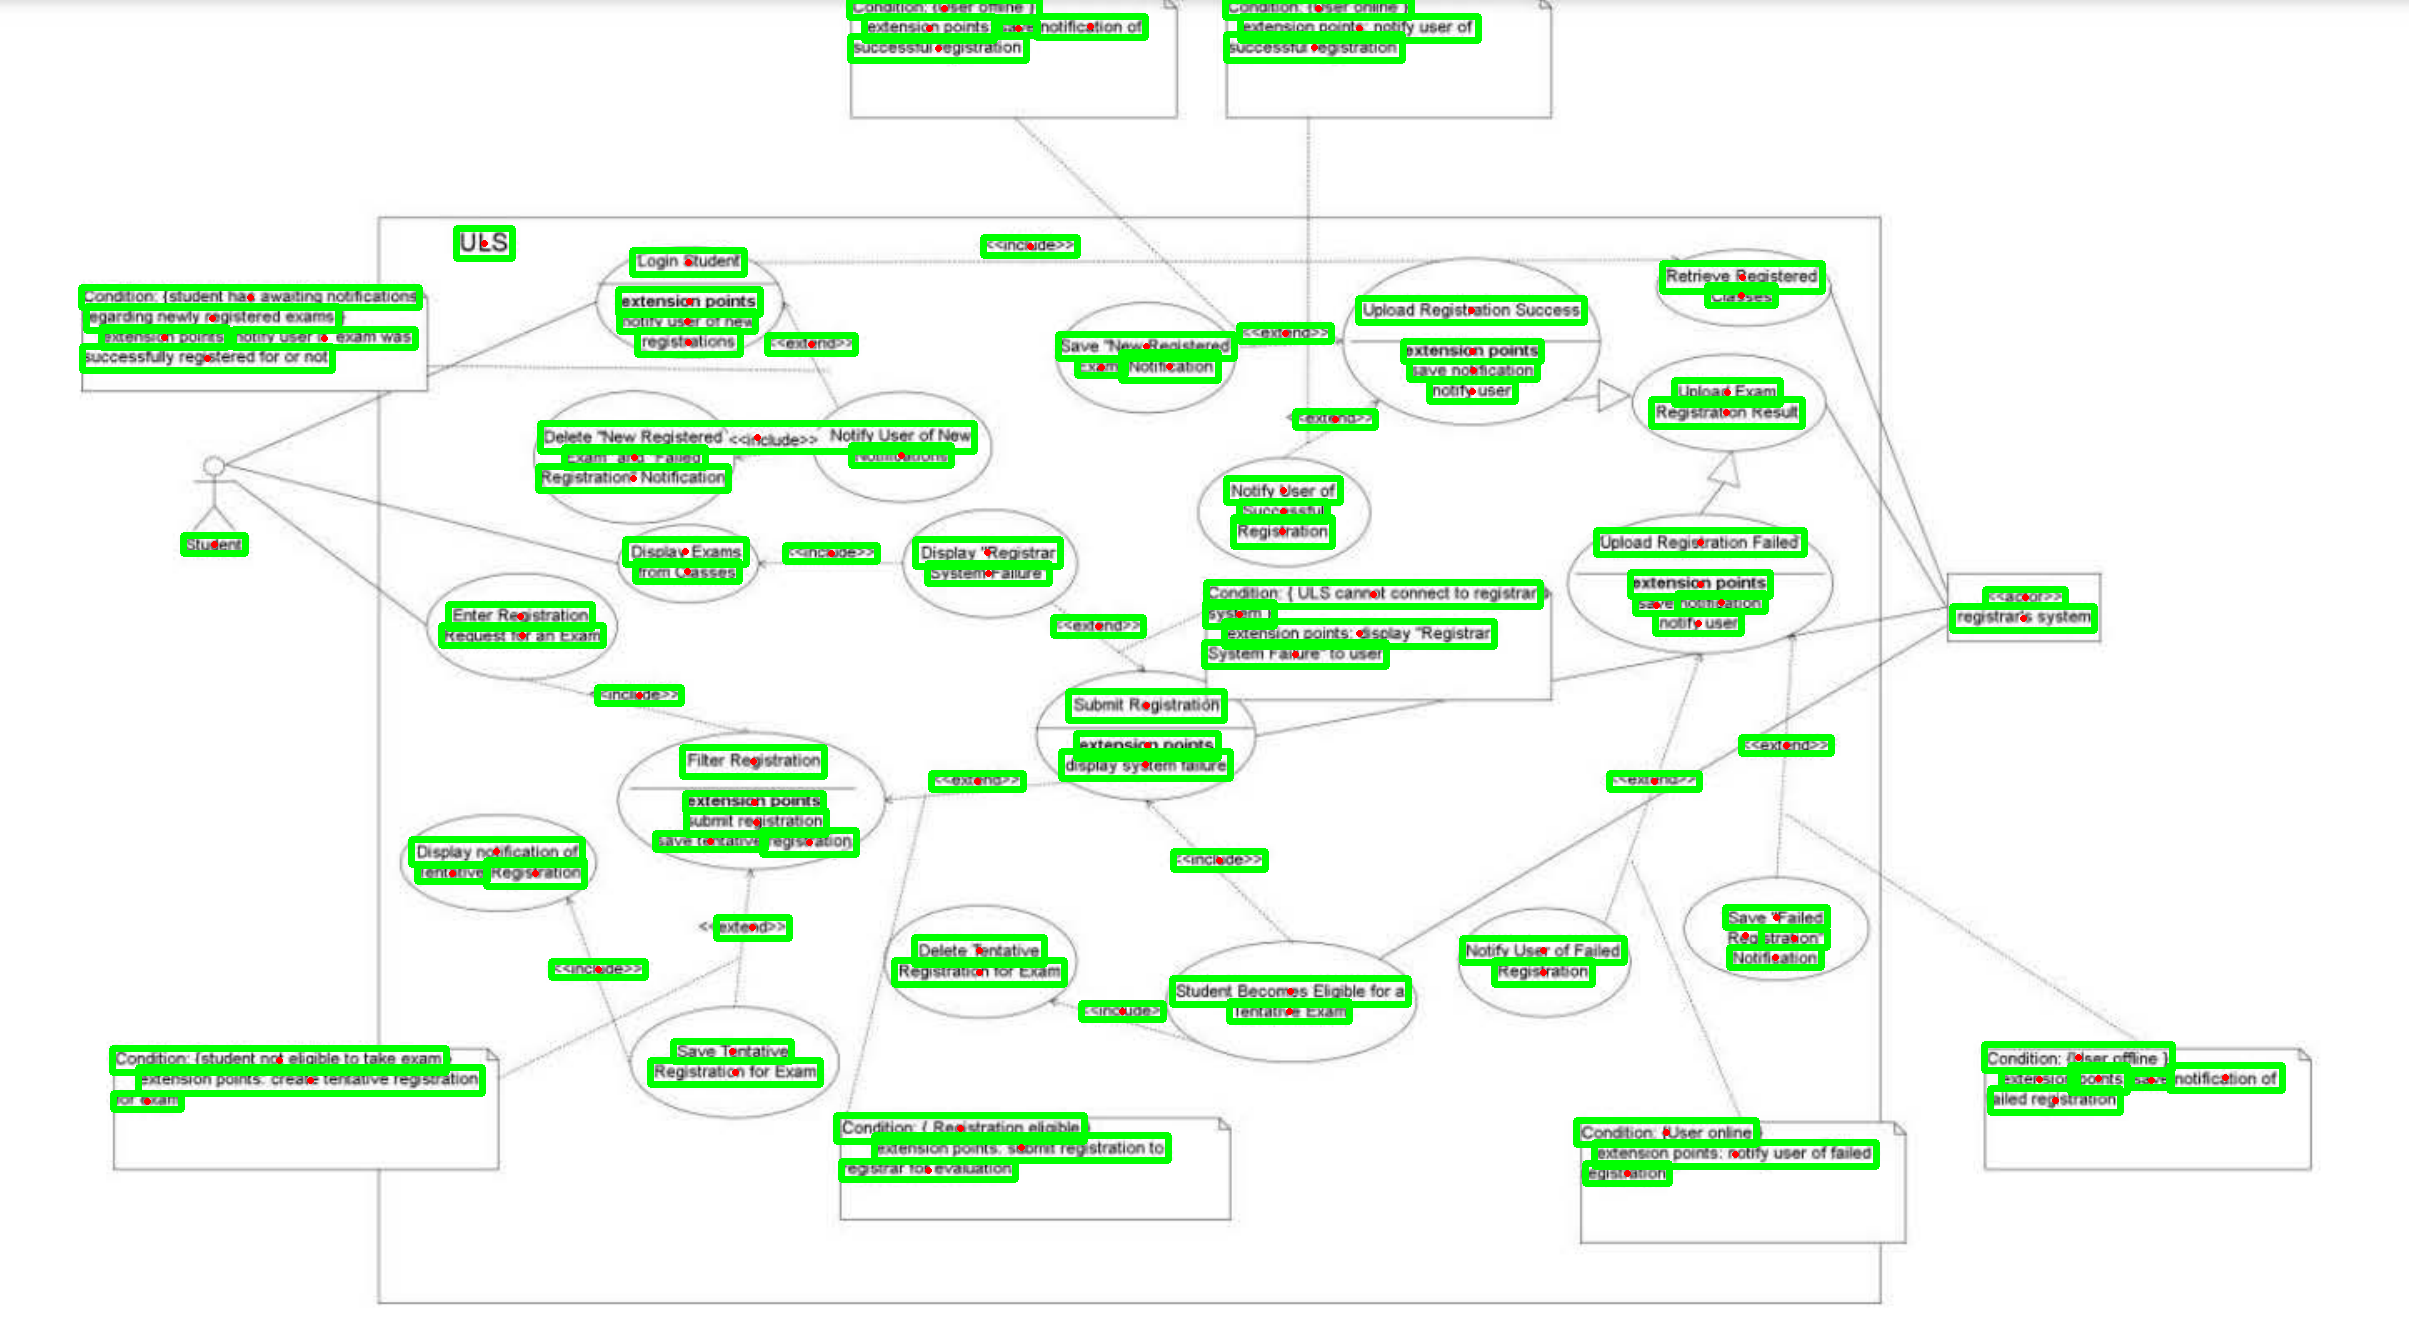 Condition: {User offline }
extension points: save notification of
successful registration
Condition: {User online }
extension points: notify user of
successful registration
ULS
<<include>>
Login Student
extension points
notify user of new
registrations
<<extend>>
Condition: {student has awaiting notifications
regarding newly registered exams }
extension points: notify user if exam was
successfully registered for or not
Retrieve Registered
Classes
Upload Registration Success
extension points
save notification
notify user
<<extend>>
Save "New Registered
Exam" Notification
<<extend>>
Upload Exam
Registration Result
Delete "New Registered
Exam" and "Failed
Registration" Notification
<<include>>
Notify User of New
Notifications
Notify User of
Successful
Registration
Student
Display Exams
from Classes
<<include>>
Display "Registrar
System Failure
Upload Registration Failed
extension points
save notification
notify user
<<actor>>
registrar's system
Enter Registration
Request for an Exam
<<extend>>
Condition: { ULS cannot connect to registrar
system }
extension points: display "Registrar
System Failure" to user
<<include>>
Submit Registration
extension points
display system failure
Filter Registration
extension points
submit registration
save tentative registration
<<extend>>
<<extend>>
<<extend>>
Display notification of
Tentative Registration
<<include>>
<<extend>>
<<include>>
Delete Tentative
Registration for Exam
Student Becomes Eligible for a
Tentative Exam
<<include>
Notify User of Failed
Registration
Save "Failed
Registration"
Notification
Save Tentative
Registration for Exam
Condition: {student not eligible to take exam }
extension points: create tentative registration
for exam
Condition: { Registration eligible }
extension points: submit registration to
registrar for evaluation
Condition: {User online }
extension points: notify user of failed
registration
Condition: {User offline }
extension points: save notification of
failed registration